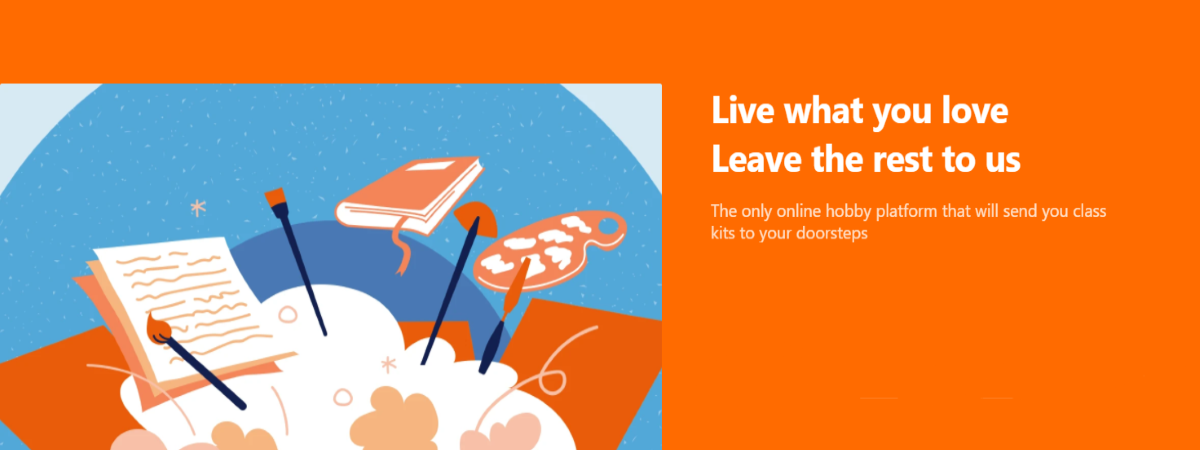 Live what you love
Leave the rest to us
The only online hobby platform that will send you class
kits to your doorsteps